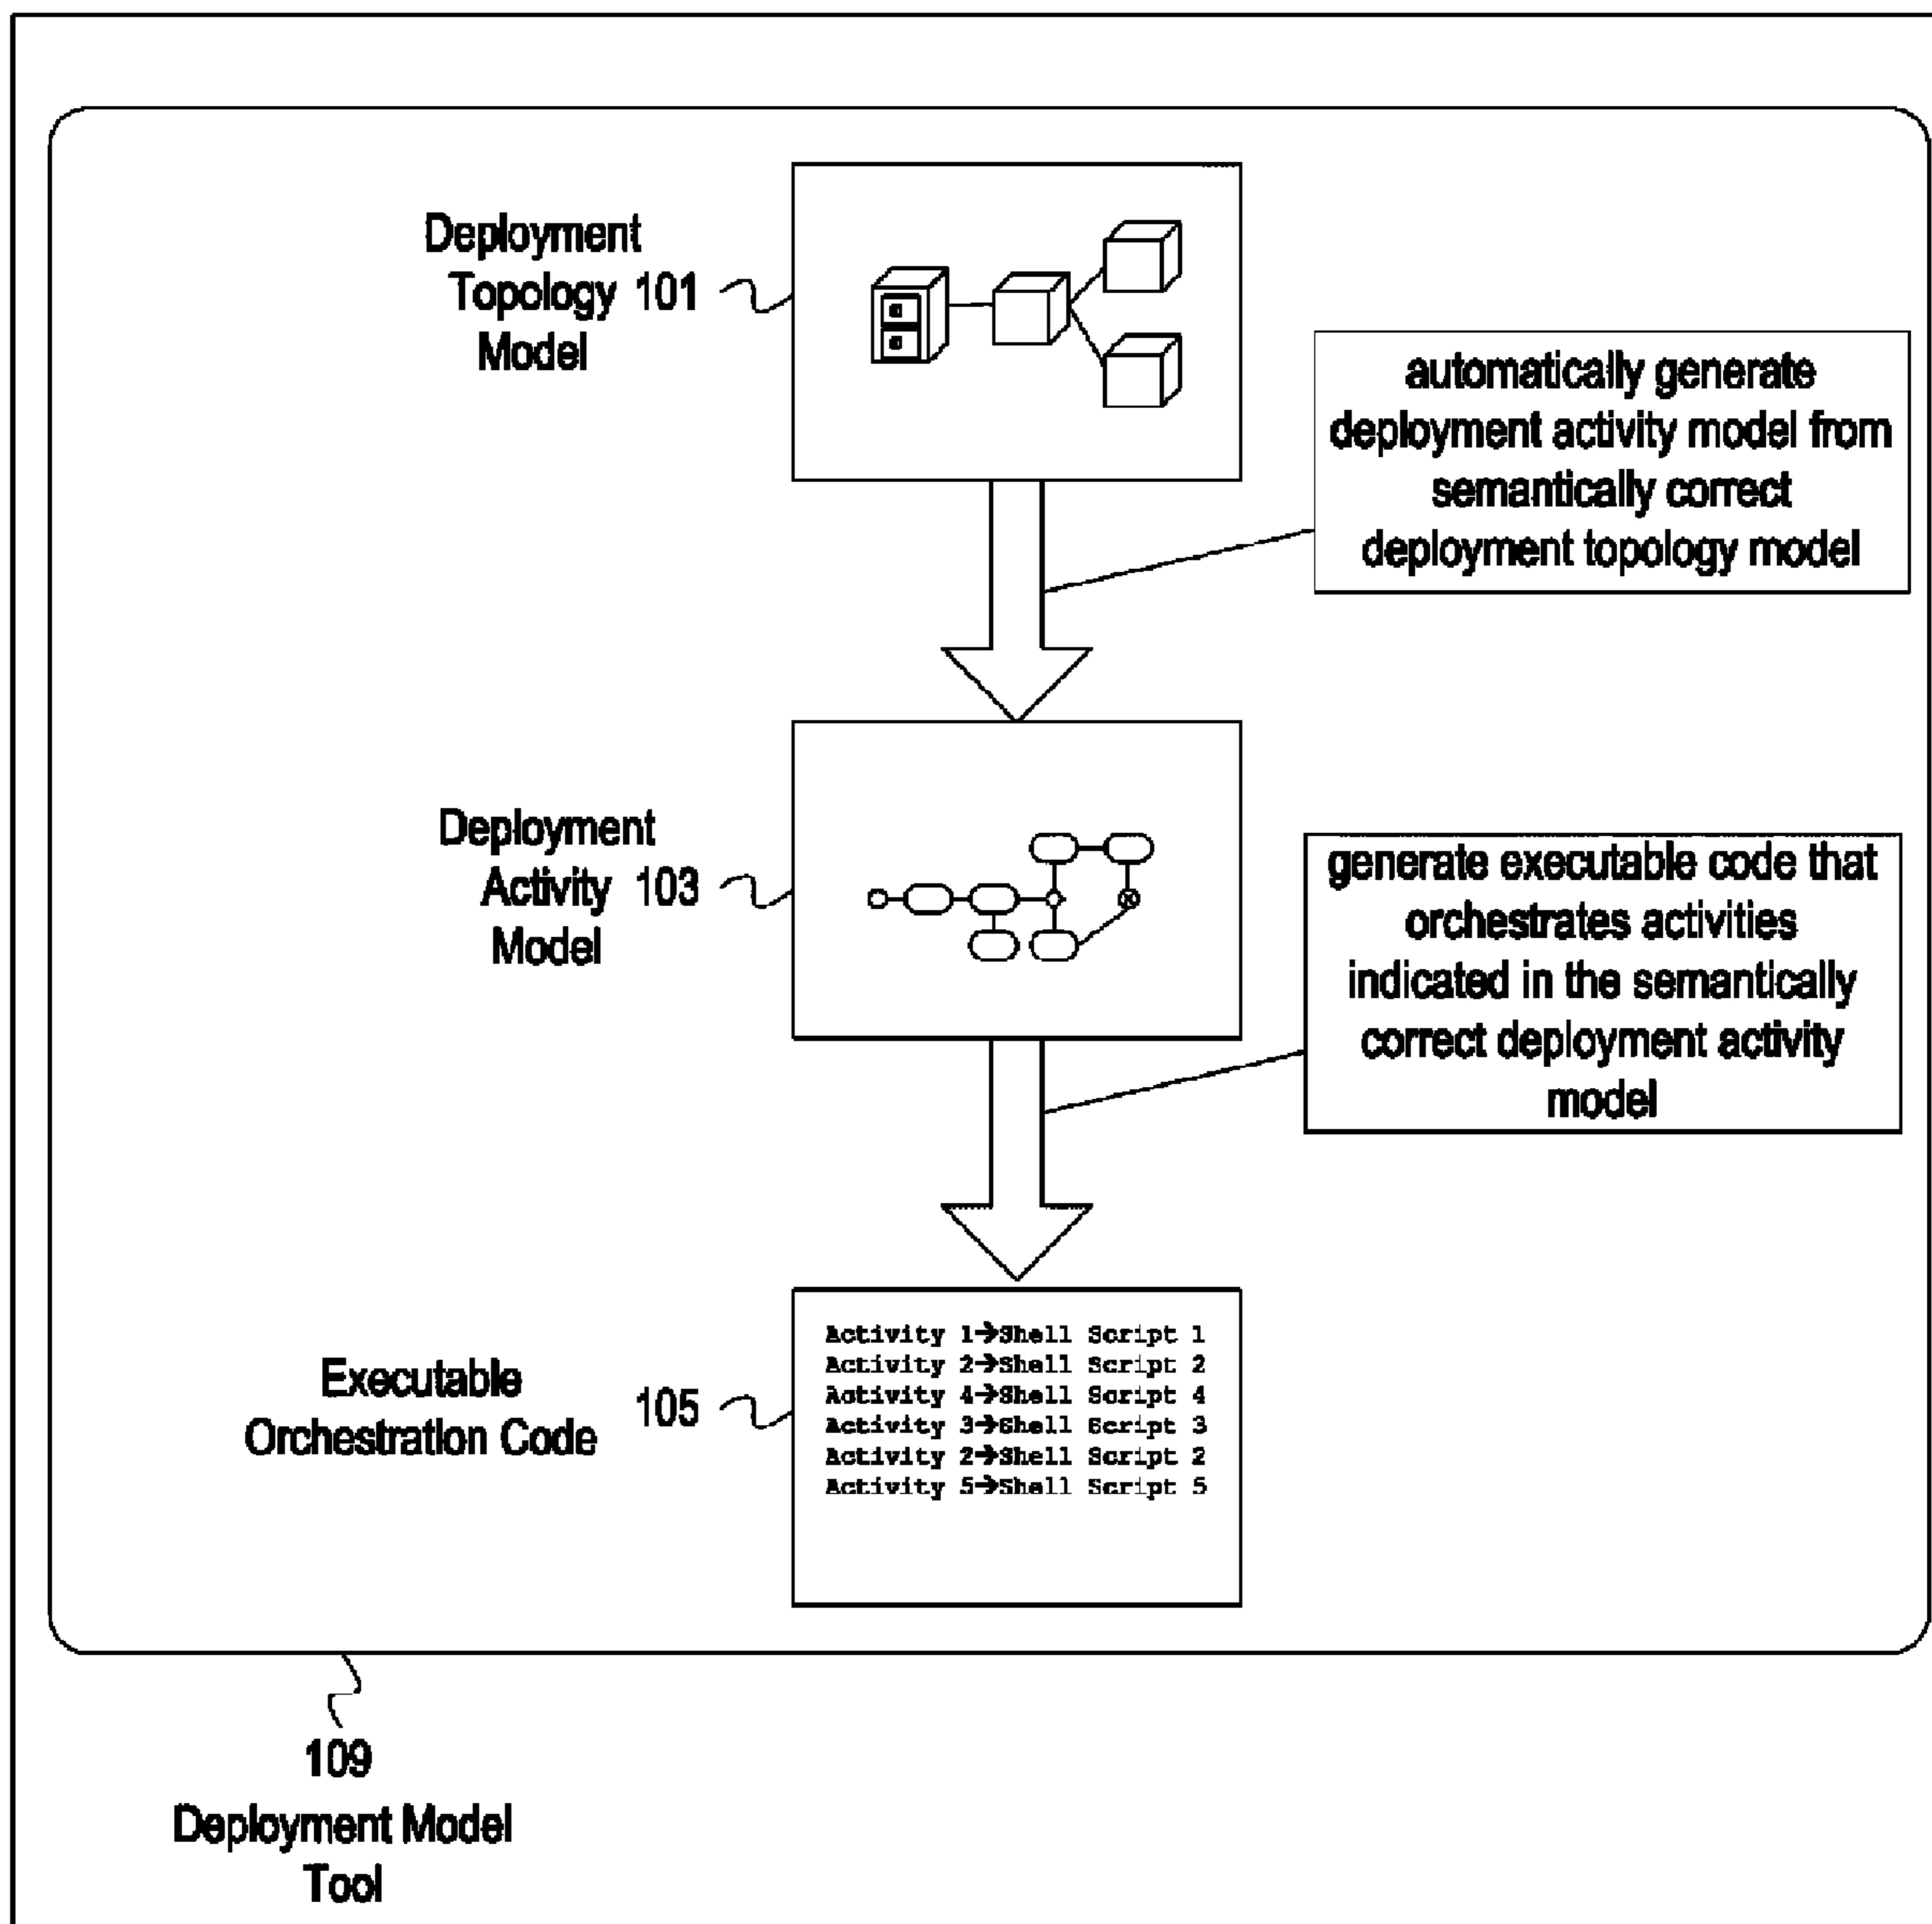 Deployment
Topology 101
Model
automatically generate
deployment activity model from
semantically correct
deployment topology model
Deployment
Activity 103
Model
generate executable code that
orchestrates activities
indicated in the semantically
correct deployment activity
model
Executable
Orchestration Code
105
Activity 1→Shell Script 1
Activity 2→Shell Script 2
Activity 4→Shell Script 4
Activity 3→Shell Script 3
Activity 2→Shell Script 2
Activity 5→Shell Script 5
109
Deployment Model
Tool